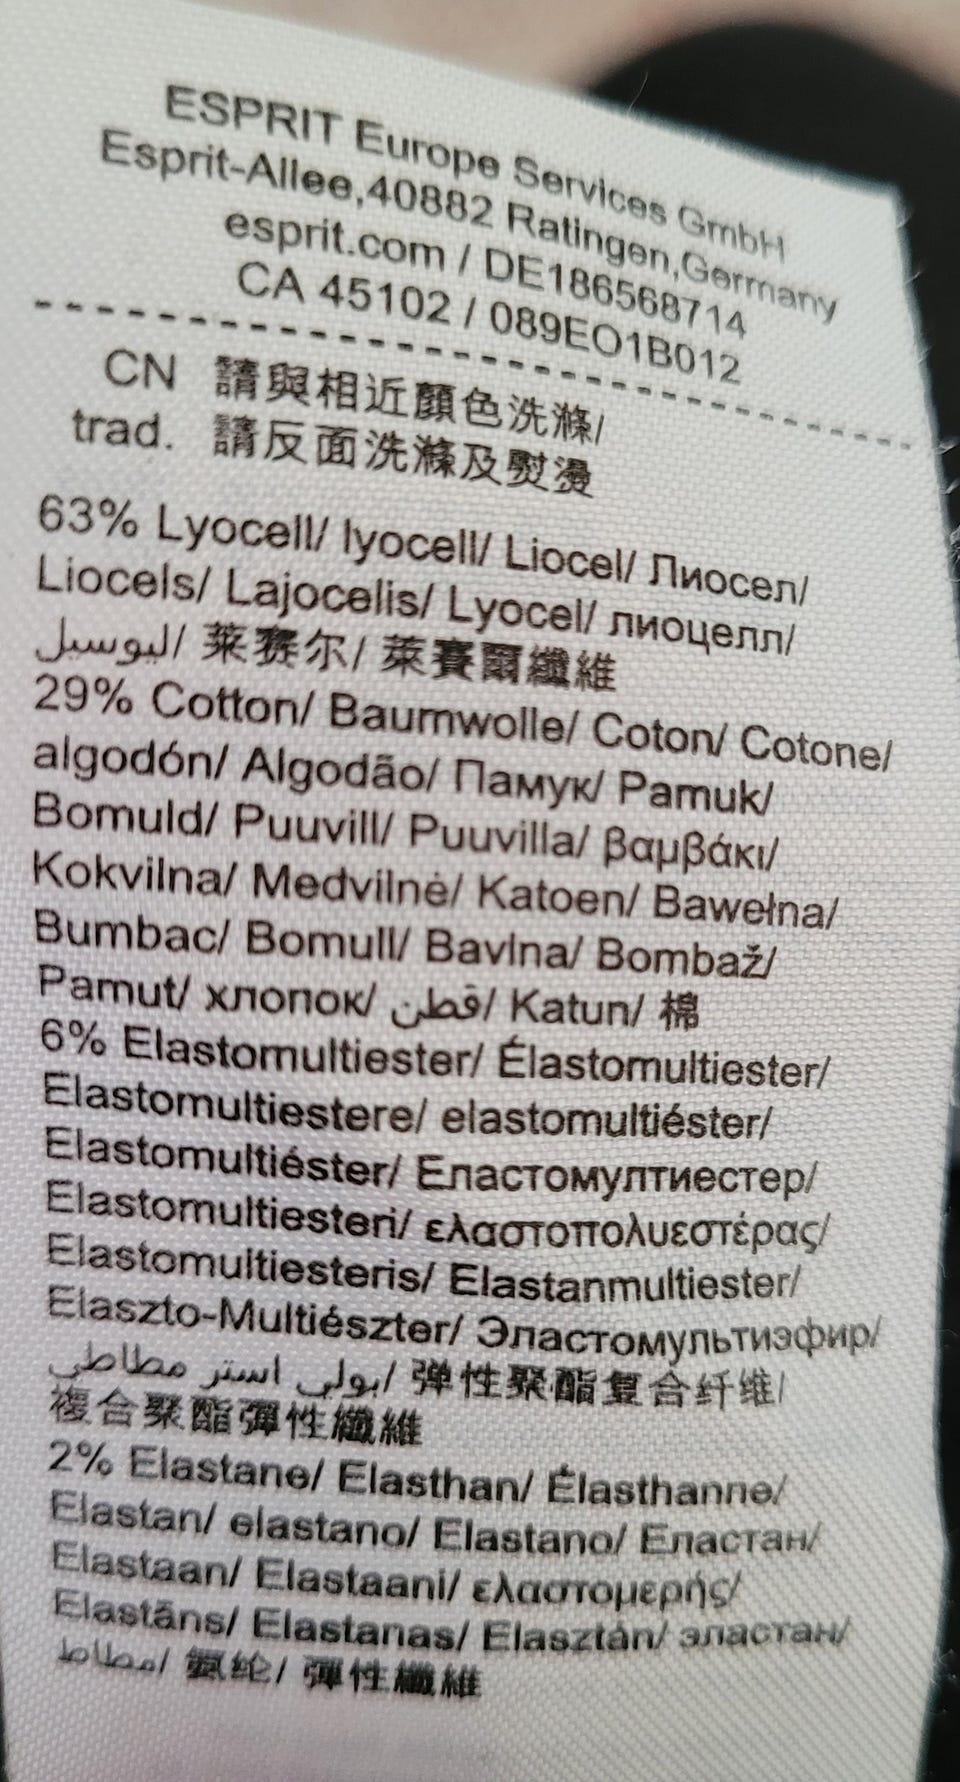 ESPRIT Europe Services GmbH
Esprit-Allee,40882 Ratingen,Germany
esprit.com / DE186568714
CA 45102 / 089EO1B012
CN 請與相近顏色洗滌/
trad. 請反面洗滌及熨燙
63% Lyocell/ lyocell/ Liocel/ Лиосел/
Liocels/ Lajocelis/ Lyocel/ лиоцелл/
ليوسيل/ 莱赛尔/ 萊賽爾纖維
29% Cotton/ Baumwolle/ Coton/ Cotone/
algodón/ Algodão/ Памук/ Pamuk/
Bomuld/ Puuvill/ Puuvilla/ βαμβάκι/
Kokvilna/ Medvilnė/ Katoen/ Bawełna/
Bumbac/ Bomull/ Bavlna/ Bombaž/
Pamut/ хлопок/ قطن/ Katun/ 棉
6% Elastomultiester/ Élastomultiester/
Elastomultiestere/ elastomultiéster/
Elastomultiéster/ Еластомултиестер/
Elastomultiesteri/ ελαστοπολυεστέρας/
Elastomultiesteris/ Elastanmultiester/
Elaszto-Multiészter/ Эластомультиэфир/
بولي استر مطاطي/ 弹性聚酯复合纤维/
複合聚酯彈性纖維
2% Elastane/ Elasthan/ Élasthanne/
Elastan/ elastano/ Elastano/ Еластан/
Elastaan/ Elastaani/ ελαστομερής/
Elastāns/ Elastanas/ Elasztán/ эластан/
مطاط/ 氨纶/ 彈性纖維